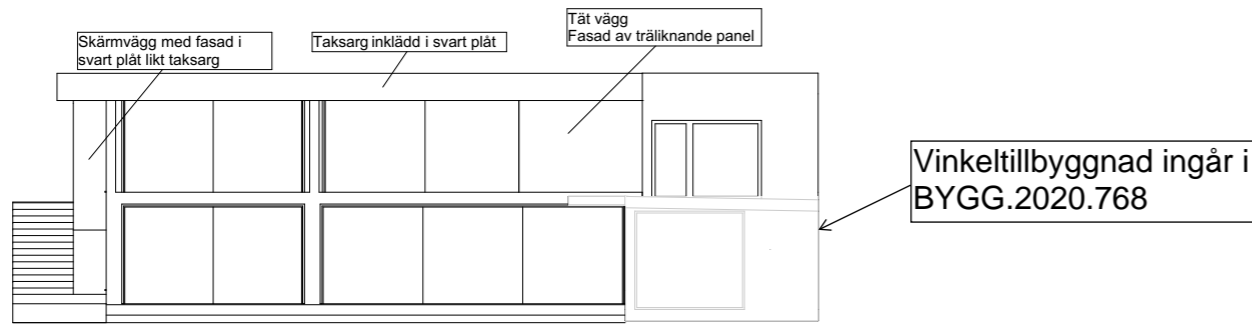 Skärmvägg med fasad i
svart plåt likt taksarg
Taksarg inklädd i svart plåt
Tät vägg
Fasad av träliknande panel
Vinkeltillbyggnad ingår i
BYGG.2020.768